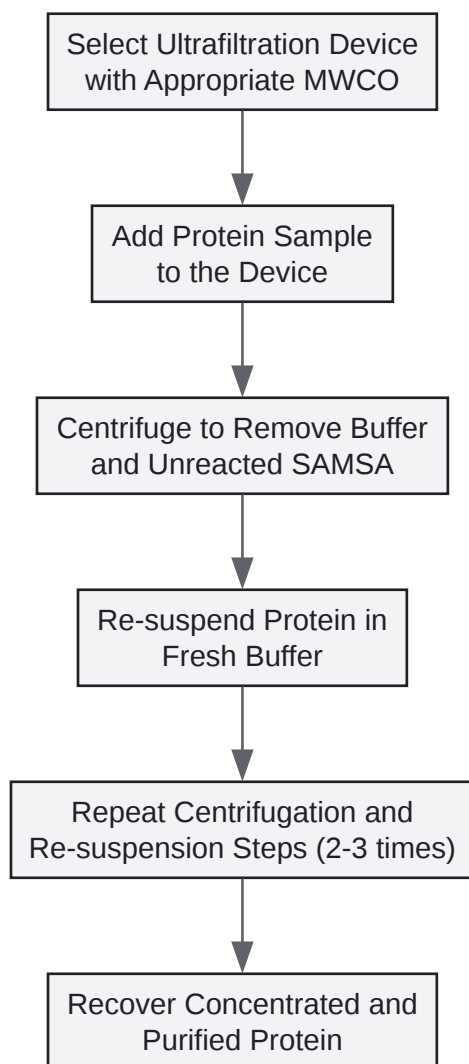 Select Ultrafiltration Device
with Appropriate MWCO
Add Protein Sample
to the Device
Centrifuge to Remove Buffer
and Unreacted SAMSA
Re-suspend Protein in
Fresh Buffer
Repeat Centrifugation and
Re-suspension Steps (2-3 times)
Recover Concentrated and
Purified Protein